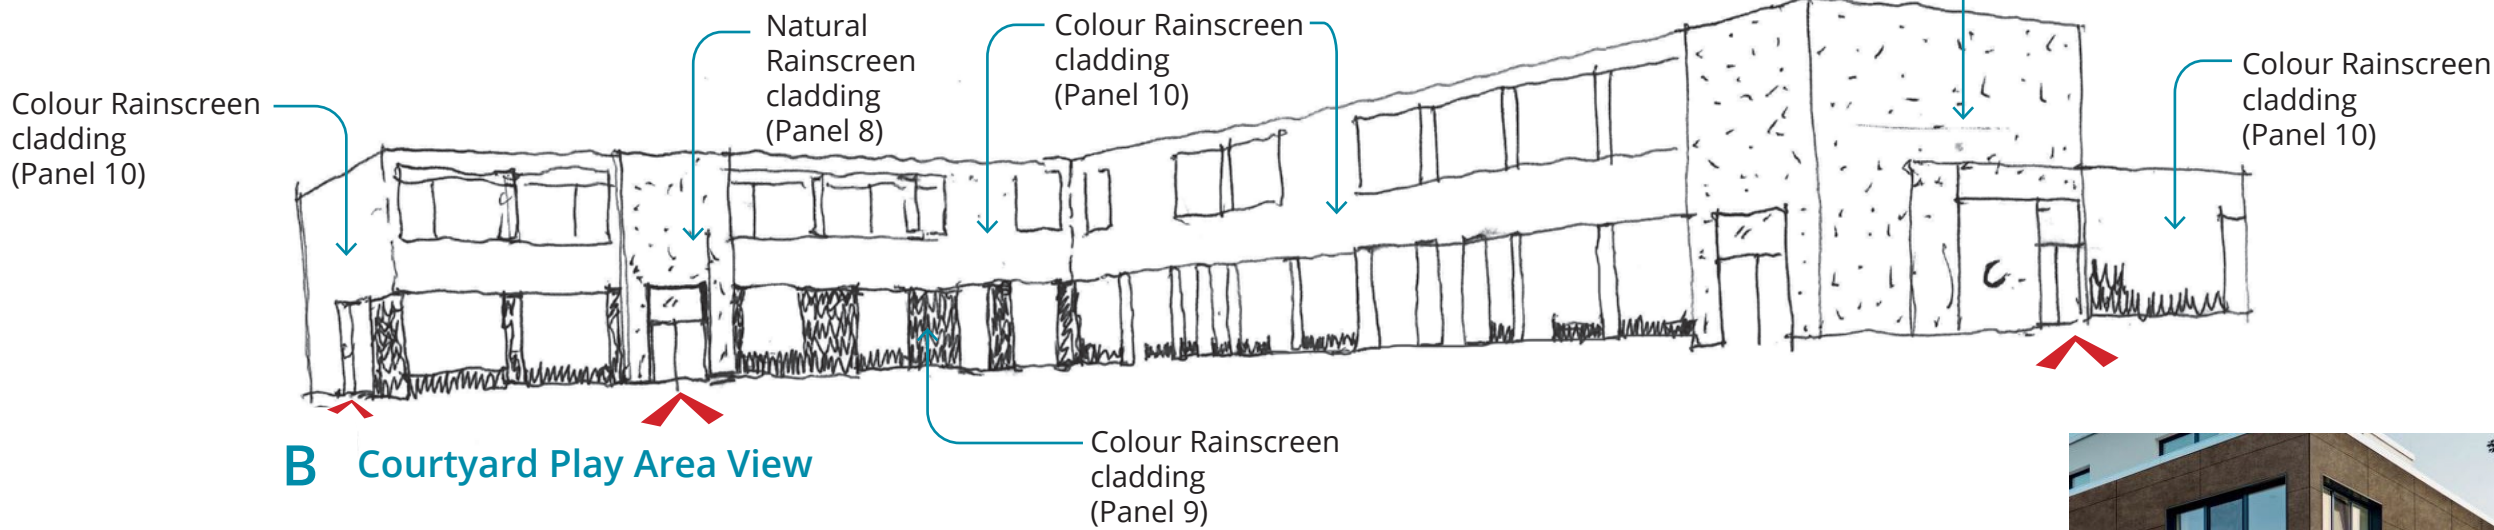 Colour Rainscreen
cladding
(Panel 10)
Natural
Rainscreen
cladding
(Panel 8)
Colour Rainscreen
cladding
(Panel 10)
Colour Rainscreen
cladding
(Panel 10)
Colour Rainscreen
cladding
(Panel 9)
B Courtyard Play Area View